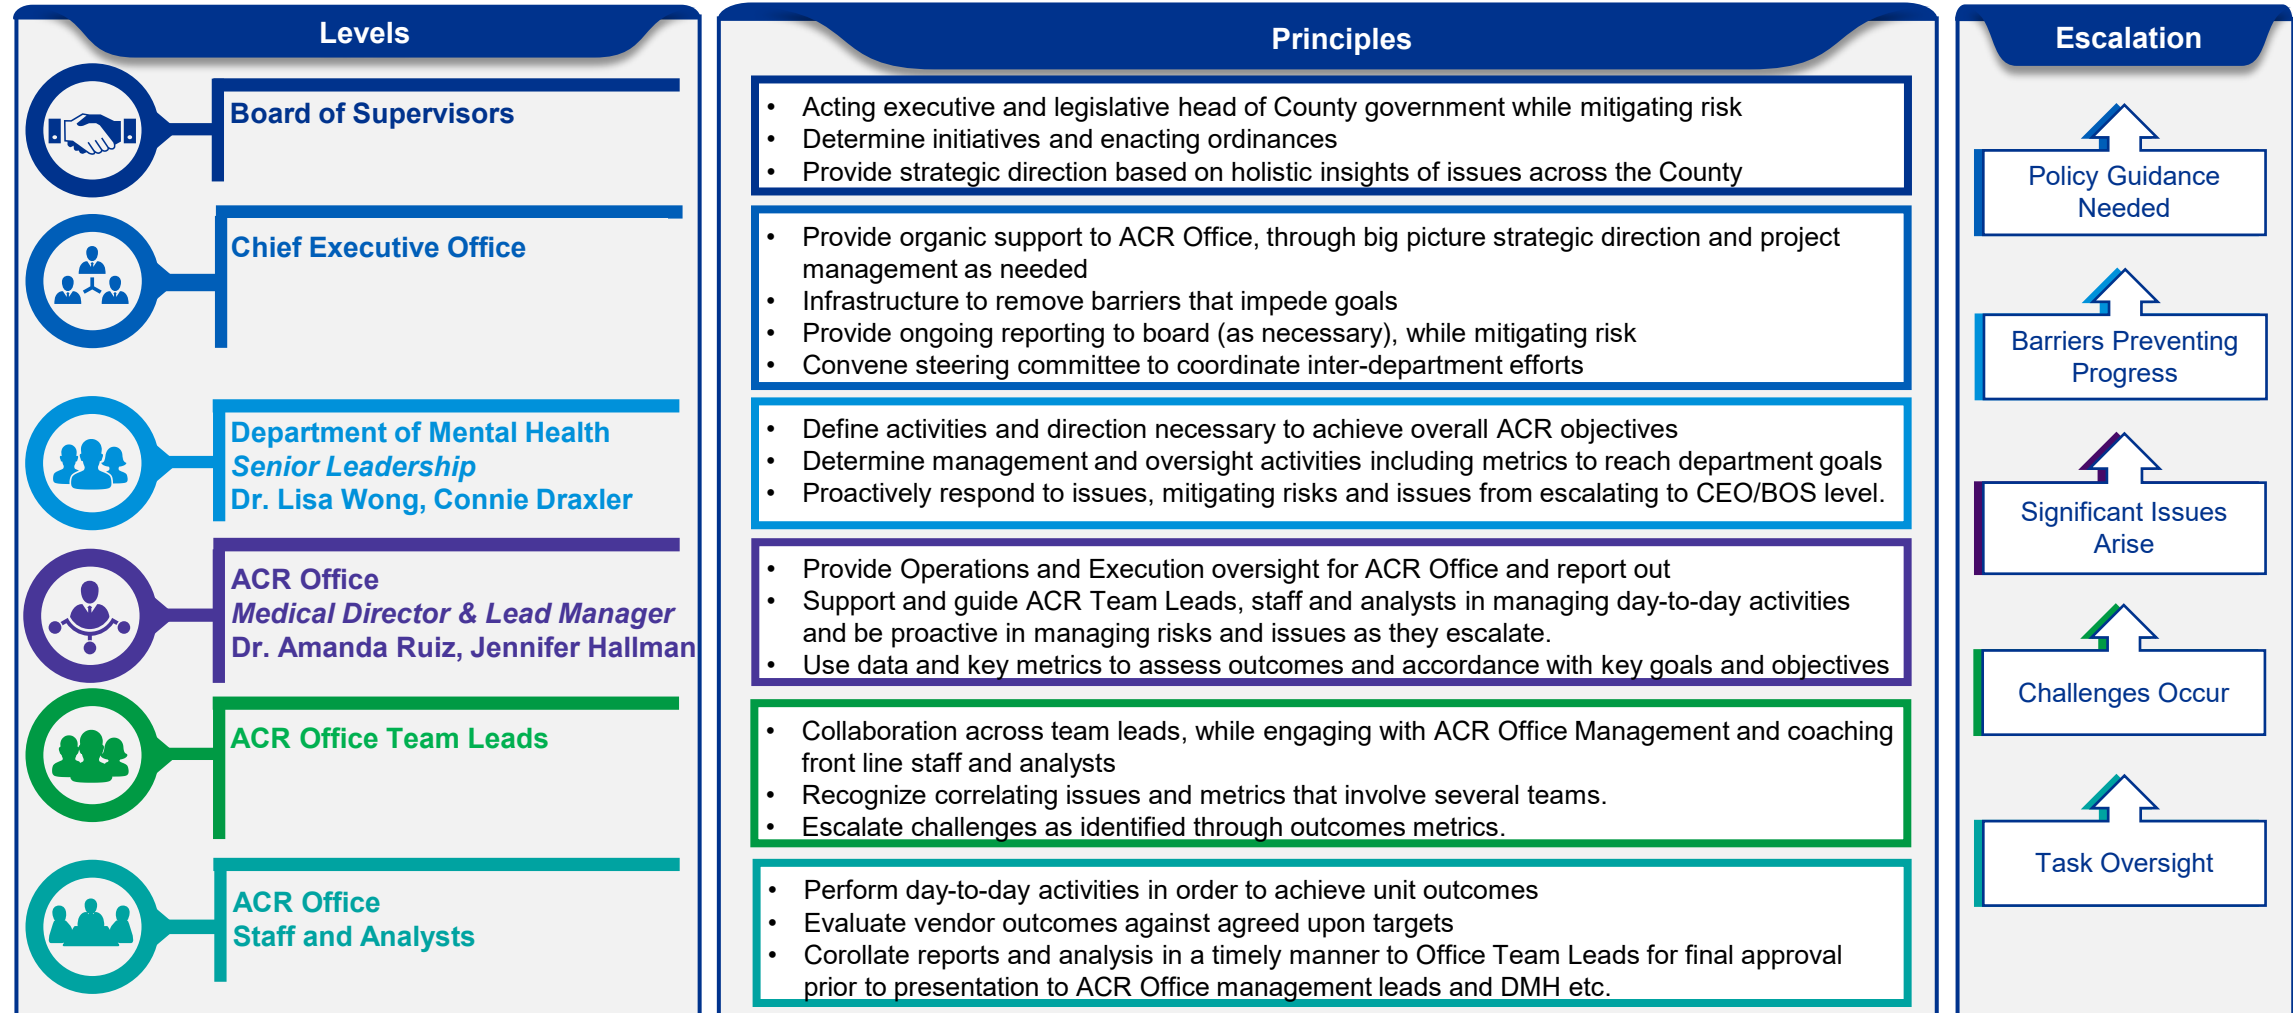 Levels
Board of Supervisors
Chief Executive Office
Department of Mental Health
Senior Leadership
Dr. Lisa Wong, Connie Draxler
ACR Office
Medical Director & Lead Manager
Dr. Amanda Ruiz, Jennifer Hallman
ACR Office Team Leads
ACR Office
Staff and Analysts
Principles
• Acting executive and legislative head of County government while mitigating risk
• Determine initiatives and enacting ordinances
• Provide strategic direction based on holistic insights of issues across the County
• Provide organic support to ACR Office, through big picture strategic direction and project
management as needed
• Infrastructure to remove barriers that impede goals
• Provide ongoing reporting to board (as necessary), while mitigating risk
• Convene steering committee to coordinate inter-department efforts
• Define activities and direction necessary to achieve overall ACR objectives
• Determine management and oversight activities including metrics to reach department goals
• Proactively respond to issues, mitigating risks and issues from escalating to CEO/BOS level.
• Provide Operations and Execution oversight for ACR Office and report out
• Support and guide ACR Team Leads, staff and analysts in managing day-to-day activities
and be proactive in managing risks and issues as they escalate.
• Use data and key metrics to assess outcomes and accordance with key goals and objectives
• Collaboration across team leads, while engaging with ACR Office Management and coaching
front line staff and analysts
• Recognize correlating issues and metrics that involve several teams.
• Escalate challenges as identified through outcomes metrics.
• Perform day-to-day activities in order to achieve unit outcomes
• Evaluate vendor outcomes against agreed upon targets
• Corollate reports and analysis in a timely manner to Office Team Leads for final approval
prior to presentation to ACR Office management leads and DMH etc.
Escalation
Policy Guidance
Needed
Barriers Preventing
Progress
Significant Issues
Arise
Challenges Occur
Task Oversight